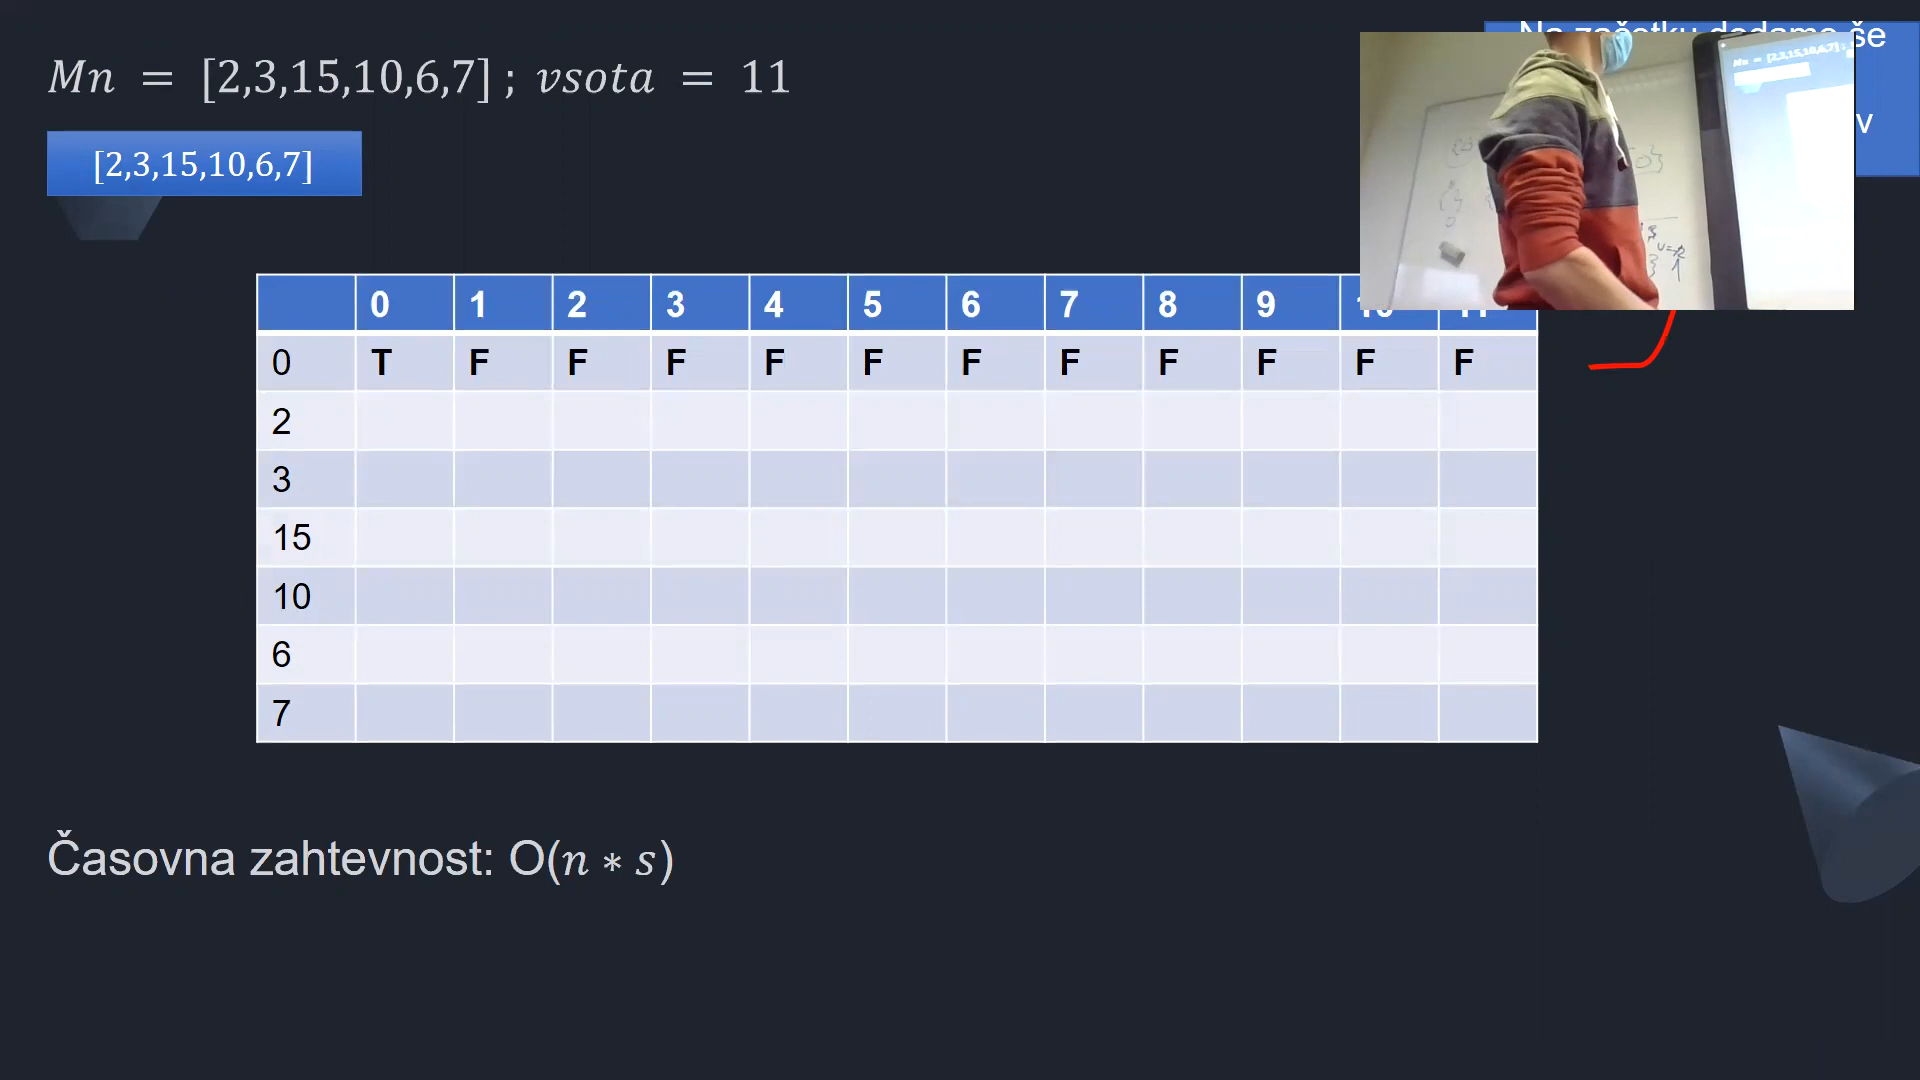 Mn = [2,3,15,10,6,7] ; vsota = 11
še
v
[2,3,15,10,6,7]
0 1 2 3 4 5 6 7 8 9
0 T F F F F F F F F F F F
2
3
15
10
6
7
Časovna zahtevnost: O(n * s)